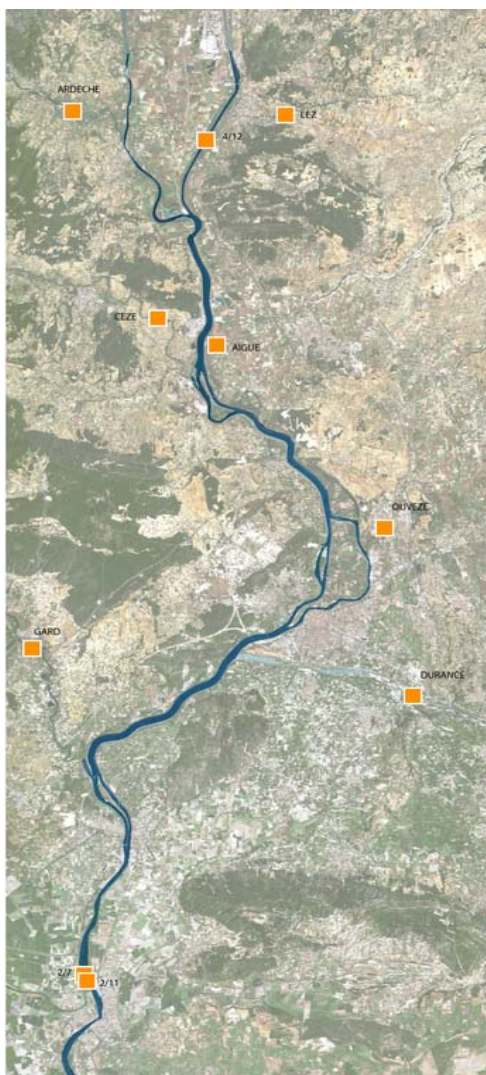 ARDECHE
LEZ
4/12
CEZE
AIGUE
OUVEZE
GARD
DURANCE
2/7
2/11